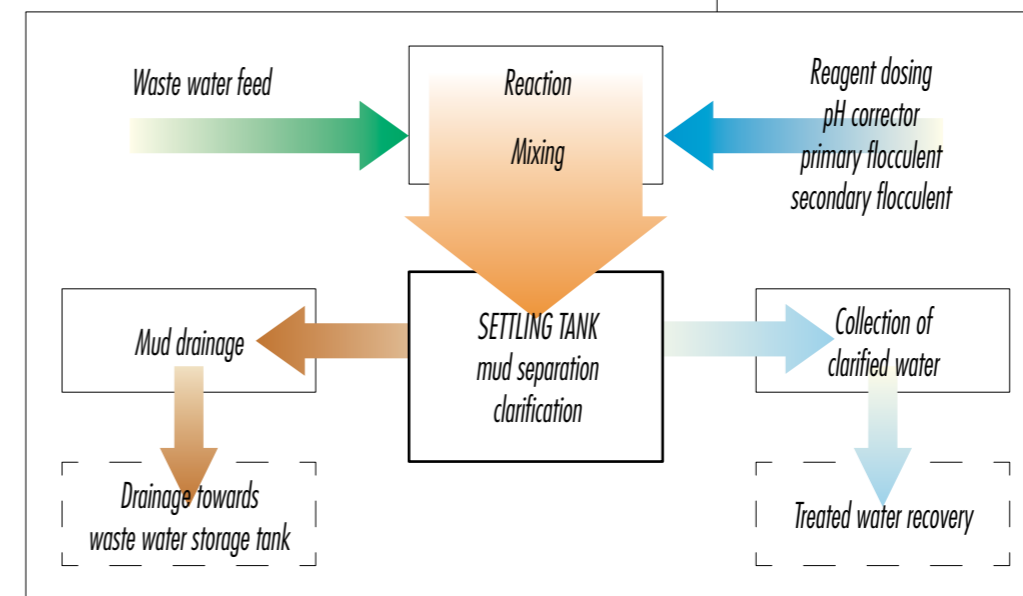 Waste water feed
Reaction
Mixing
Reagent dosing
pH corrector
primary flocculent
secondary flocculent
Mud drainage
SETTLING TANK
mud separation
clarification
Collection of
clarified water
Drainage towards
waste water storage tank
Treated water recovery